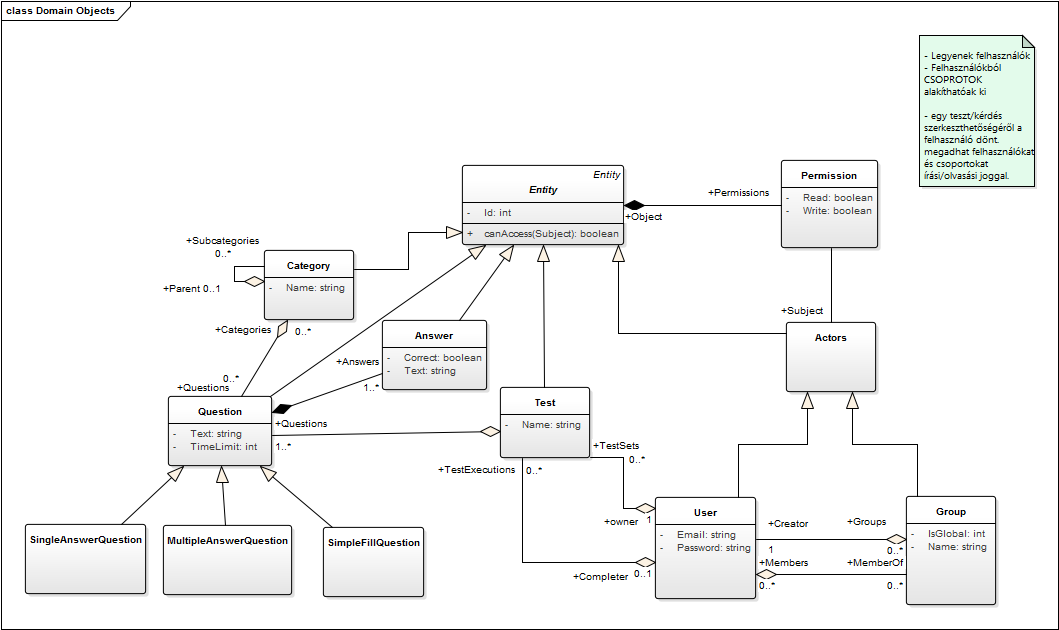 class Domain Objects
- Legyenek felhasználók
- Felhasználókból
CSOPROTOK
alakíthatóak ki
- egy teszt/kérdés
szerkeszthetőségéről a
felhasználó dönt.
megadhat felhasználókat
és csoportokat
írási/olvasási joggal.
Entity
Entity
- Id: int
+ canAccess(Subject): boolean
+Permissions
+Object
Permission
- Read: boolean
- Write: boolean
+Subcategories
0..*
+Parent 0..1
Category
- Name: string
+Subject
Actors
+Categories
0..*
Answer
- Correct: boolean
- Text: string
+Answers
1..*
0..*
+Questions
Question
- Text: string
- TimeLimit: int
+Questions
1..*
Test
- Name: string
+TestSets
0..*
+TestExecutions
0..*
SingleAnswerQuestion
MultipleAnswerQuestion
SimpleFillQuestion
+owner
1
+Completer
0..1
User
- Email: string
- Password: string
+Creator
1
+Groups
0..*
+Members
0..*
+MemberOf
0..*
Group
- IsGlobal: int
- Name: string